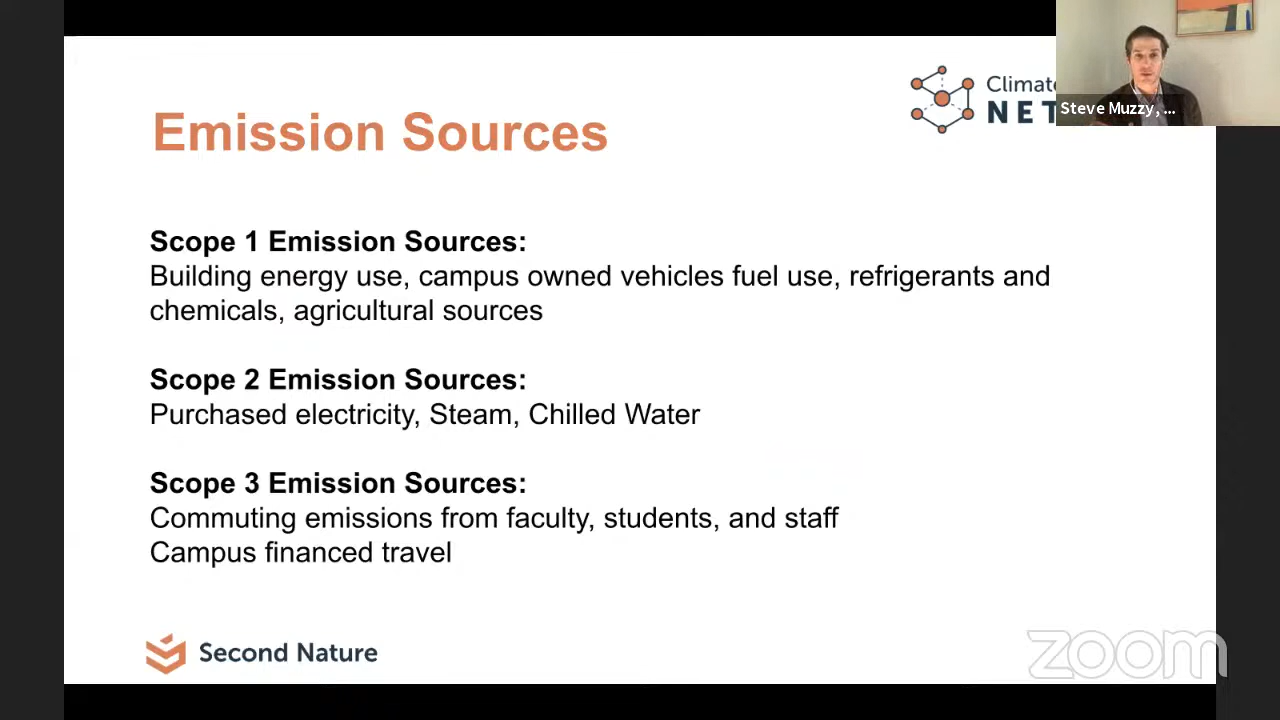 Climate
NET
Steve Muzzy, ...
Emission Sources
Scope 1 Emission Sources:
Building energy use, campus owned vehicles fuel use, refrigerants and
chemicals, agricultural sources
Scope 2 Emission Sources:
Purchased electricity, Steam, Chilled Water
Scope 3 Emission Sources:
Commuting emissions from faculty, students, and staff
Campus financed travel
Second Nature
zoom